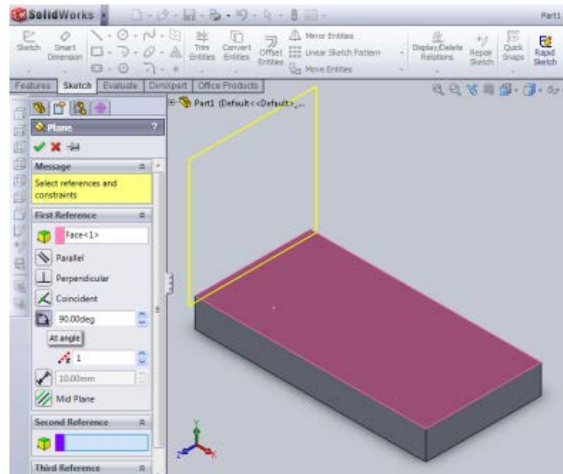 SolidWorks
Part1
Sketch
Smart Dimension
Trim Entities
Convert Entities
Offset Entities
Mirror Entities
Linear Sketch Pattern
Move Entities
Display/Delete Relations
Repair Sketch
Quick Snaps
Rapid Sketch
Features
Sketch
Evaluate
DimXpert
Office Products
Part1 (Default<<Default>_...
Plane
?
Message
Select references and
constraints
First Reference
Face<1>
Parallel
Perpendicular
Coincident
90.00deg
At angle
1
10.00mm
Mid Plane
Second Reference
Third Reference
Y
Z
X